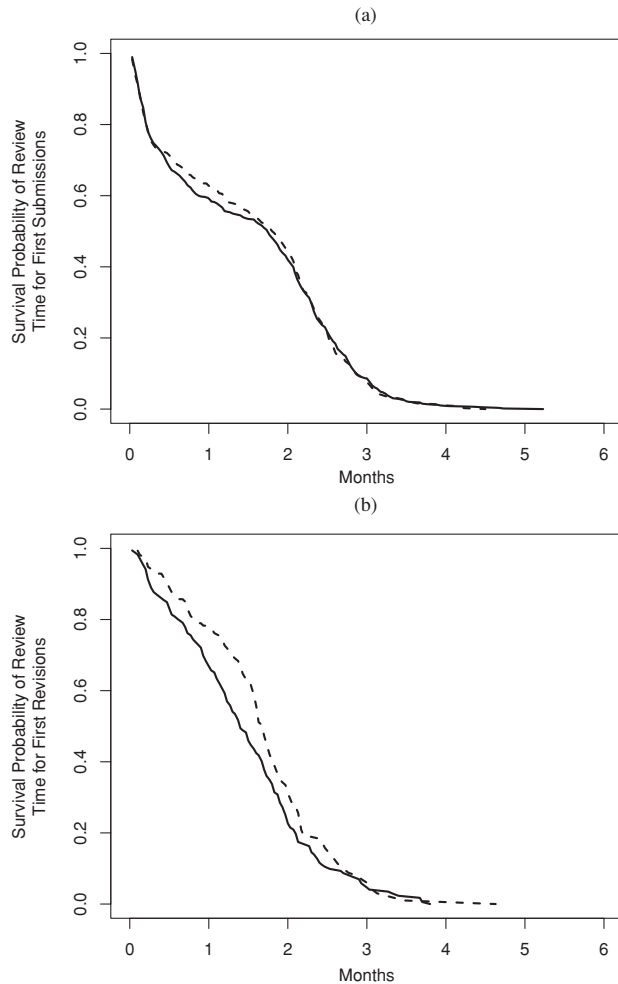 (a)
Survival Probability of Review
Time for First Submissions
1.0
0.8
0.6
0.4
0.2
0.0
0 1 2 3 4 5 6
Months
(b)
Survival Probability of Review
Time for First Revisions
1.0
0.8
0.6
0.4
0.2
0.0
0 1 2 3 4 5 6
Months